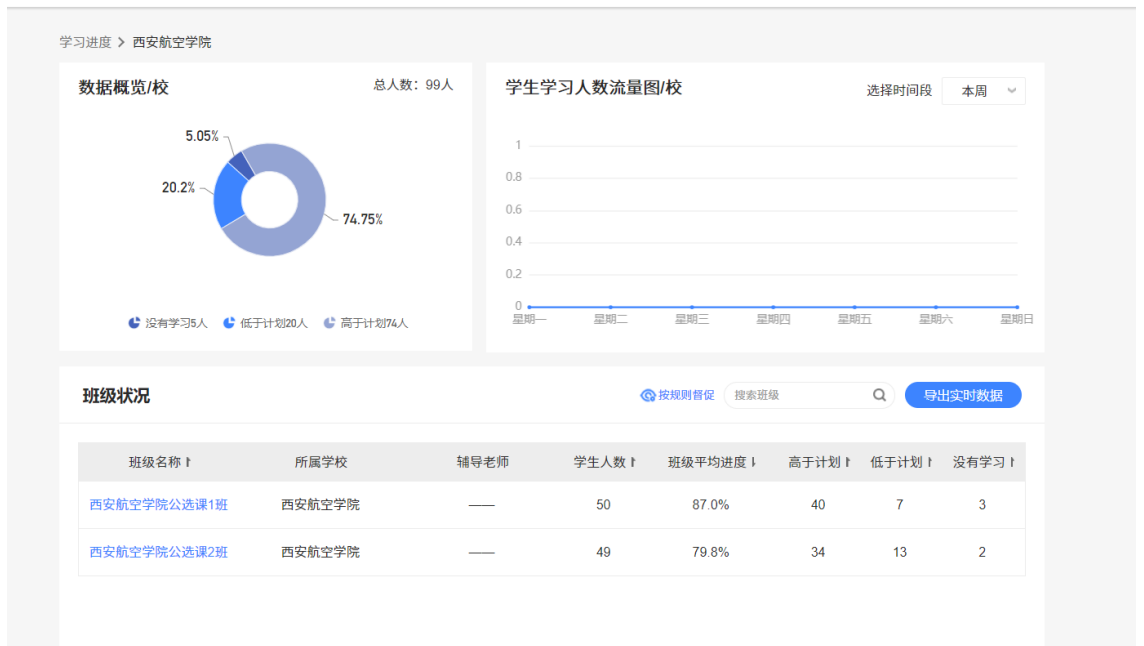 学习进度 > 西安航空学院
数据概览/校
总人数：99人
5.05%
20.2%
74.75%
没有学习5人 低于计划20人 高于计划74人
学生学习人数流量图/校
选择时间段 本周
1
0.8
0.6
0.4
0.2
0
星期一 星期二 星期三 星期四 星期五 星期六 星期日
班级状况
按规则督促 搜索班级 导出实时数据
班级名称 所属学校 辅导老师 学生人数 班级平均进度 高于计划 低于计划 没有学习
西安航空学院公选课1班 西安航空学院 —— 50 87.0% 40 7 3
西安航空学院公选课2班 西安航空学院 —— 49 79.8% 34 13 2